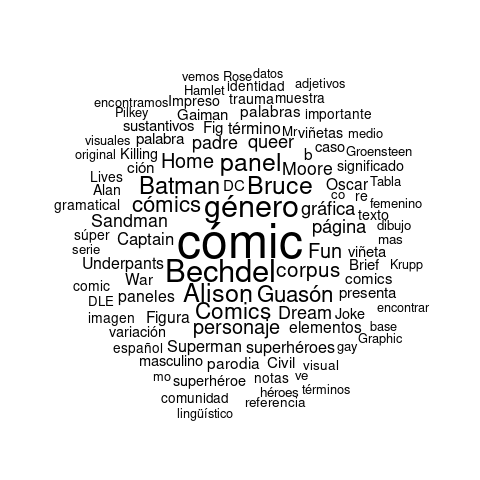 vemos Rose datos
Hamlet identidad adjetivos
encontramos Impreso trauma muestra
Pilkey Gaiman palabras importante
sustantivos Fig término Mr viñetas medio
visuales palabra padre queer caso
original Killing Home panel b Groensteen
ción Moore significado
Lives Batman DC Bruce Oscar Tabla
Alan co re
gramatical cómics género gráfica femenino
Sandman texto
súper Captain cómic página dibujo
serie Fun viñeta mas
Underpants Bechdel corpus Brief Krupp
War comics
comic paneles Alison Guasón presenta
DLE
imagen Figura Comics Dream Joke encontrar
variación personaje elementos base
español Superman superhéroes gay Graphic
masculino parodia Civil visual
mo superhéroe notas ve
comunidad héroes términos
referencia
lingüístico